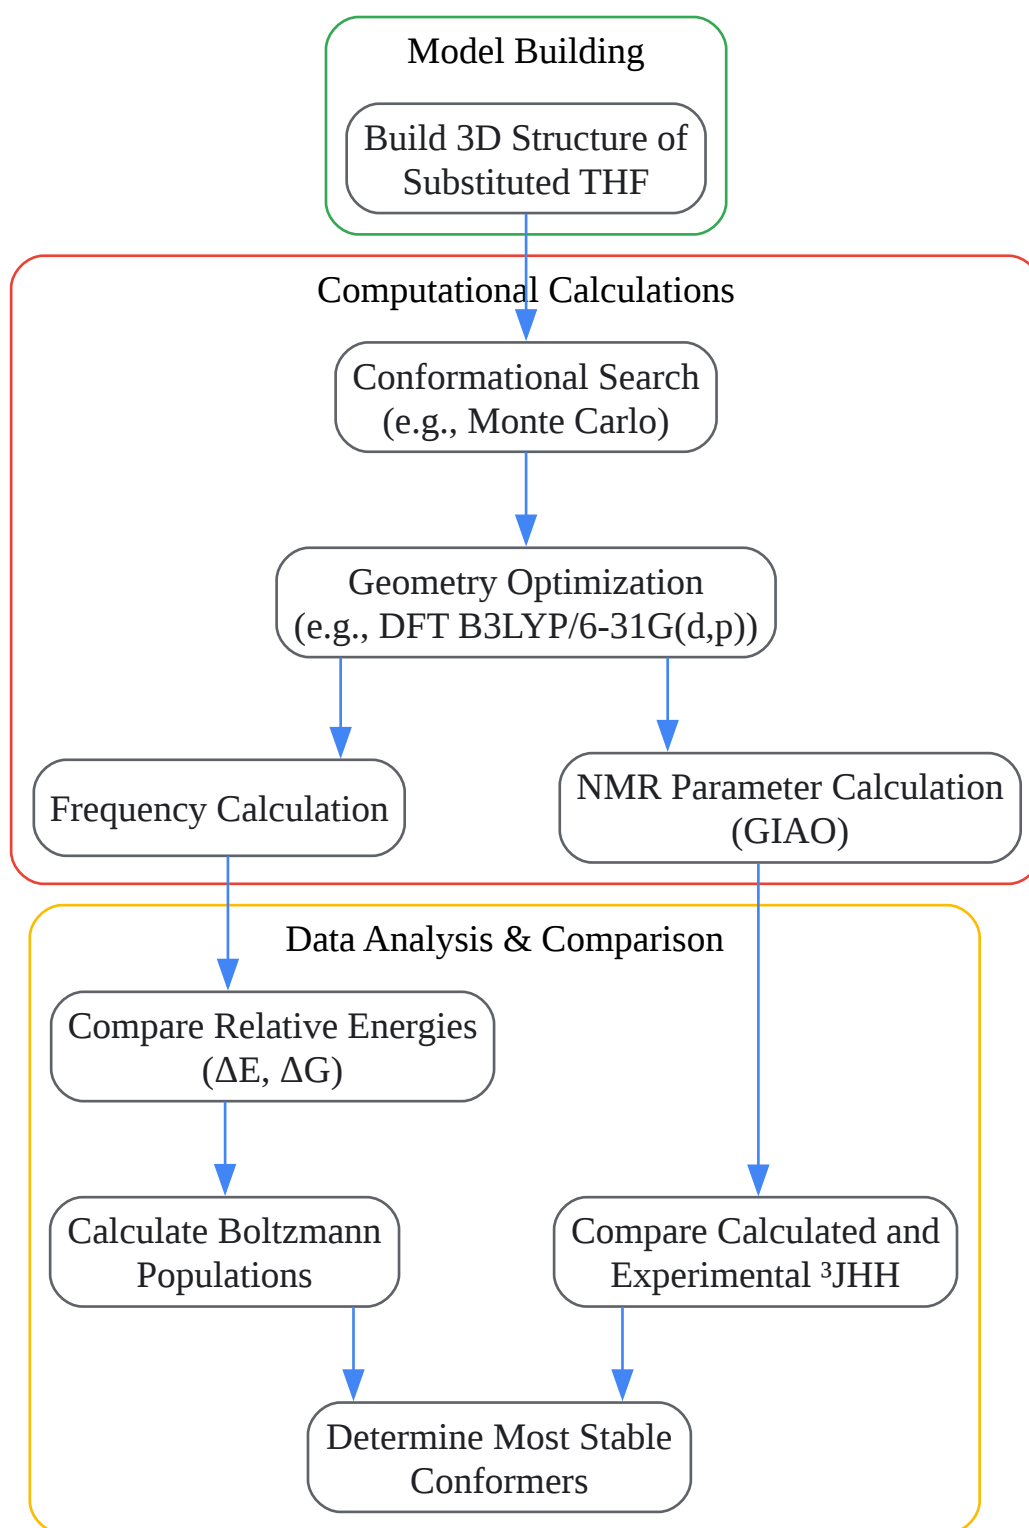 Model Building
Build 3D Structure of
Substituted THF
Computational Calculations
Conformational Search
(e.g., Monte Carlo)
Geometry Optimization
(e.g., DFT B3LYP/6-31G(d,p))
Frequency Calculation
NMR Parameter Calculation
(GIAO)
Data Analysis & Comparison
Compare Relative Energies
(ΔE, ΔG)
Calculate Boltzmann
Populations
Compare Calculated and
Experimental ³JHH
Determine Most Stable
Conformers